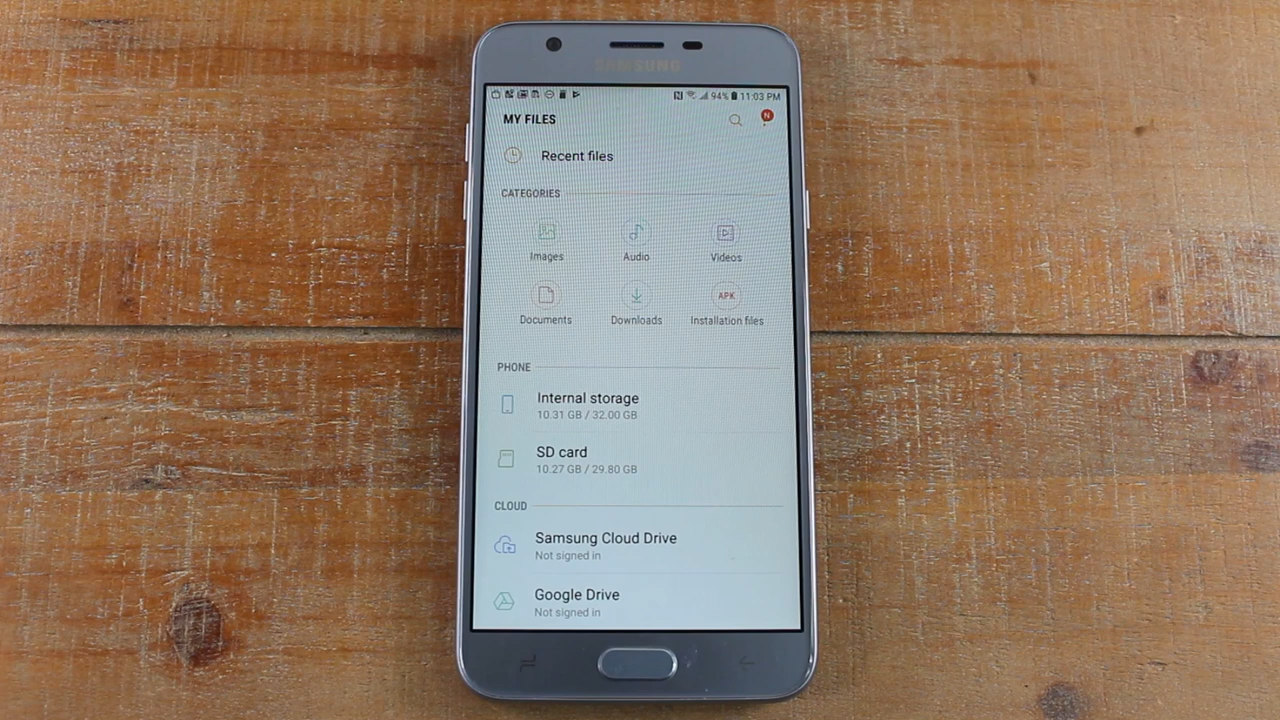 SAMSUNG
94% 11:03 PM
MY FILES
N
Recent files
CATEGORIES
Images Audio Videos
APK
Documents Downloads Installation files
PHONE
Internal storage
10.31 GB / 32.00 GB
SD card
10.27 GB / 29.80 GB
CLOUD
Samsung Cloud Drive
Not signed in
Google Drive
Not signed in